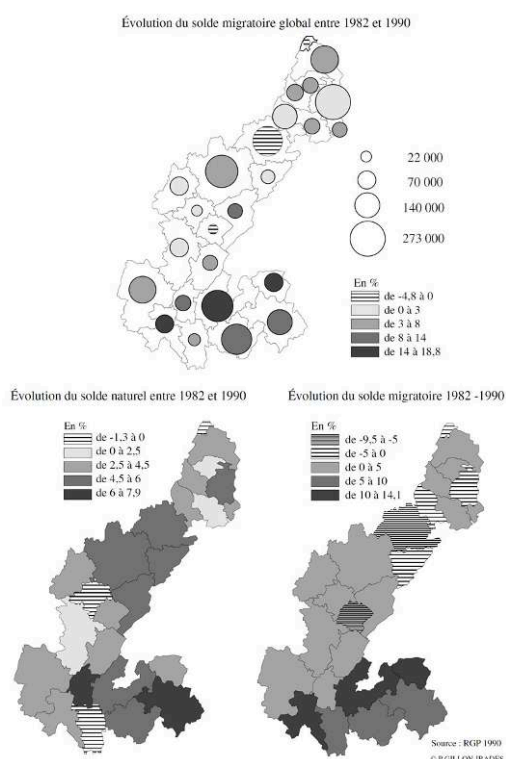 Évolution du solde migratoire global entre 1982 et 1990
22 000
70 000
140 000
273 000
En %
de -4,8 à 0
de 0 à 3
de 3 à 8
de 8 à 14
de 14 à 18,8
Évolution du solde naturel entre 1982 et 1990
En %
de -1,3 à 0
de 0 à 2,5
de 2,5 à 4,5
de 4,5 à 6
de 6 à 7,9
Évolution du solde migratoire 1982 -1990
En %
de -9,5 à -5
de -5 à 0
de 0 à 5
de 5 à 10
de 10 à 14,1
Source : RGP 1990